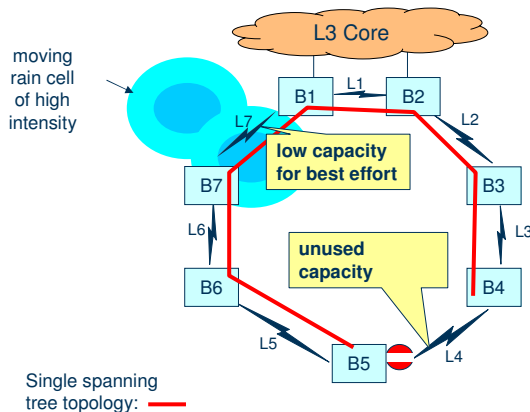 L3 Core
moving
rain cell
of high
intensity
B1
L1
B2
L7
L2
low capacity
for best effort
B7
B3
L6
L3
unused
capacity
B6
B4
L5
L4
B5
Single spanning
tree topology: